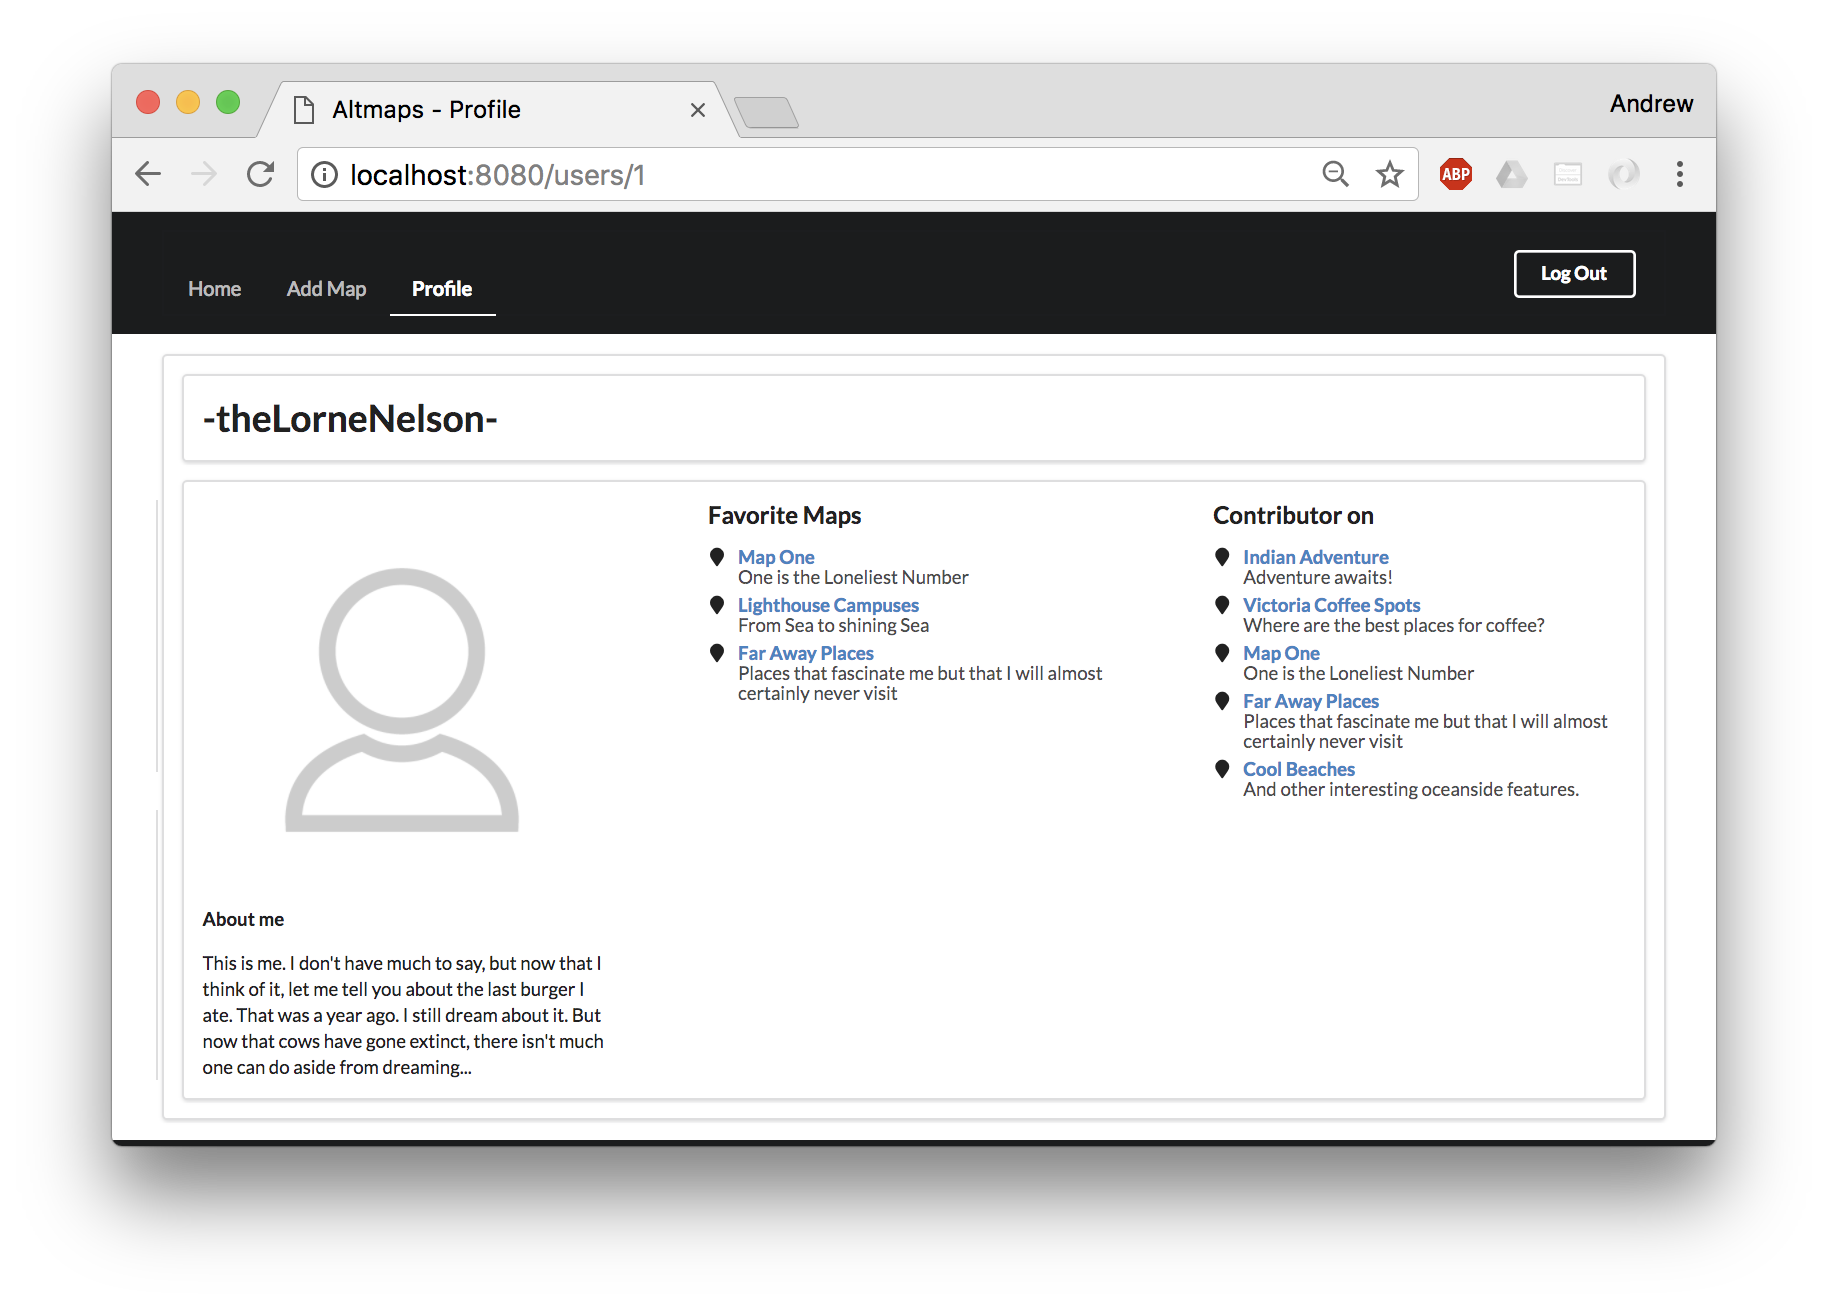 Altmaps - Profile
Andrew
localhost:8080/users/1
ABP
Home
Add Map
Profile
Log Out
-theLorneNelson-
Favorite Maps
Map One
One is the Loneliest Number
Lighthouse Campuses
From Sea to shining Sea
Far Away Places
Places that fascinate me but that I will almost
certainly never visit
Contributor on
Indian Adventure
Adventure awaits!
Victoria Coffee Spots
Where are the best places for coffee?
Map One
One is the Loneliest Number
Far Away Places
Places that fascinate me but that I will almost
certainly never visit
Cool Beaches
And other interesting oceanside features.
About me
This is me. I don't have much to say, but now that I
think of it, let me tell you about the last burger I
ate. That was a year ago. I still dream about it. But
now that cows have gone extinct, there isn't much
one can do aside from dreaming...